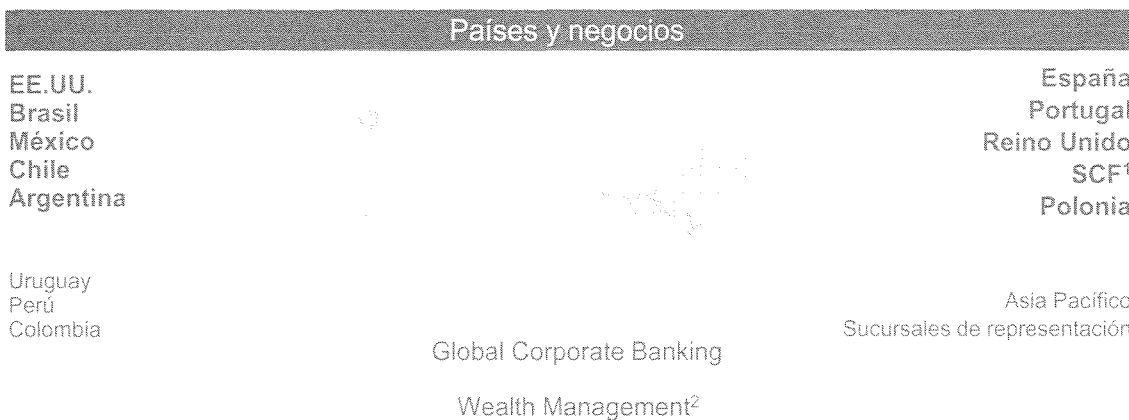 Países y negocios
EE.UU.
Brasil
México
Chile
Argentina
España
Portugal
Reino Unido
SCF¹
Polonia
Uruguay
Perú
Colombia
Asia Pacífico
Sucursales de representación
Global Corporate Banking
Wealth Management²